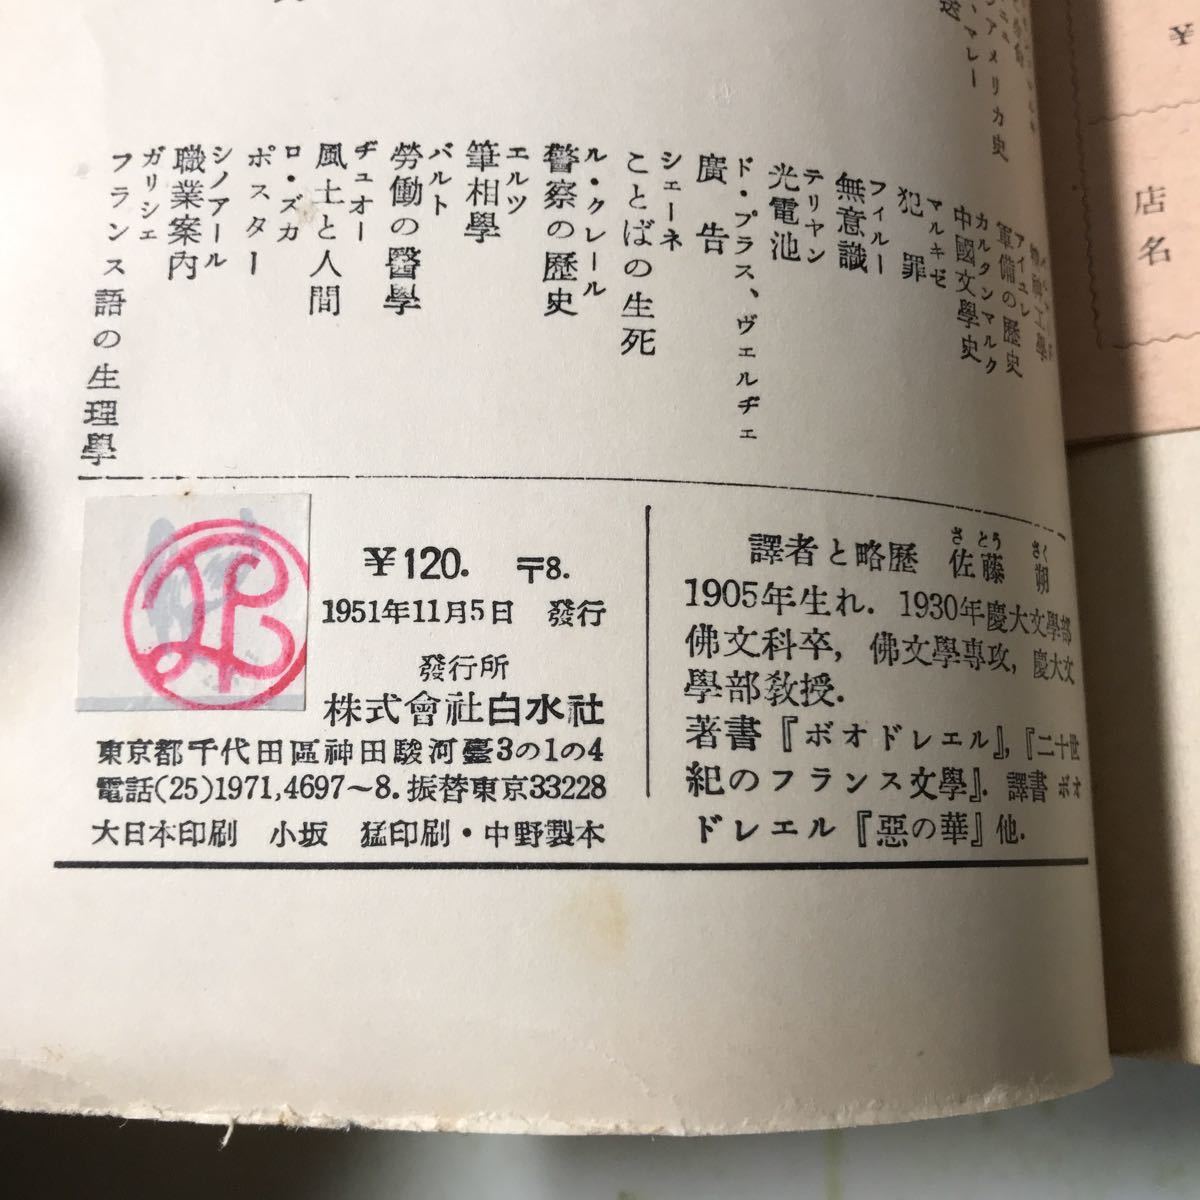 アメリカ史
マレー
軍備の歴史
アイユレ
中國文學史
カルタンマルク
犯罪
マルキゼ
無意識
フィルー
光電池
テリヤン
廣告
ド・プラス、ヴェルヂェ
ことばの生死
シェーネ
警察の歴史
ル・クレール
筆相學
エルツ
勞働の醫學
バルト
風土と人間
ヂュオー
ポスター
ロ・ズカ
職業案内
シノアール
フランス語の生理學
ガリシェ
譯者と略歴 佐藤 朔
さとう さく
1905年生れ. 1930年慶大文學部
佛文科卒, 佛文學専攻, 慶大文
學部敎授.
著書『ボオドレエル』,『二十世
紀のフランス文學』. 譯書 ボオ
ドレエル『惡の華』他.
¥120. 〒8.
1951年11月5日 發行
發行所
株式會社白水社
東京都千代田區神田駿河臺3の1の4
電話(25)1971,4697〜8.振替東京33228
大日本印刷 小坂 猛印刷・中野製本
¥
店名